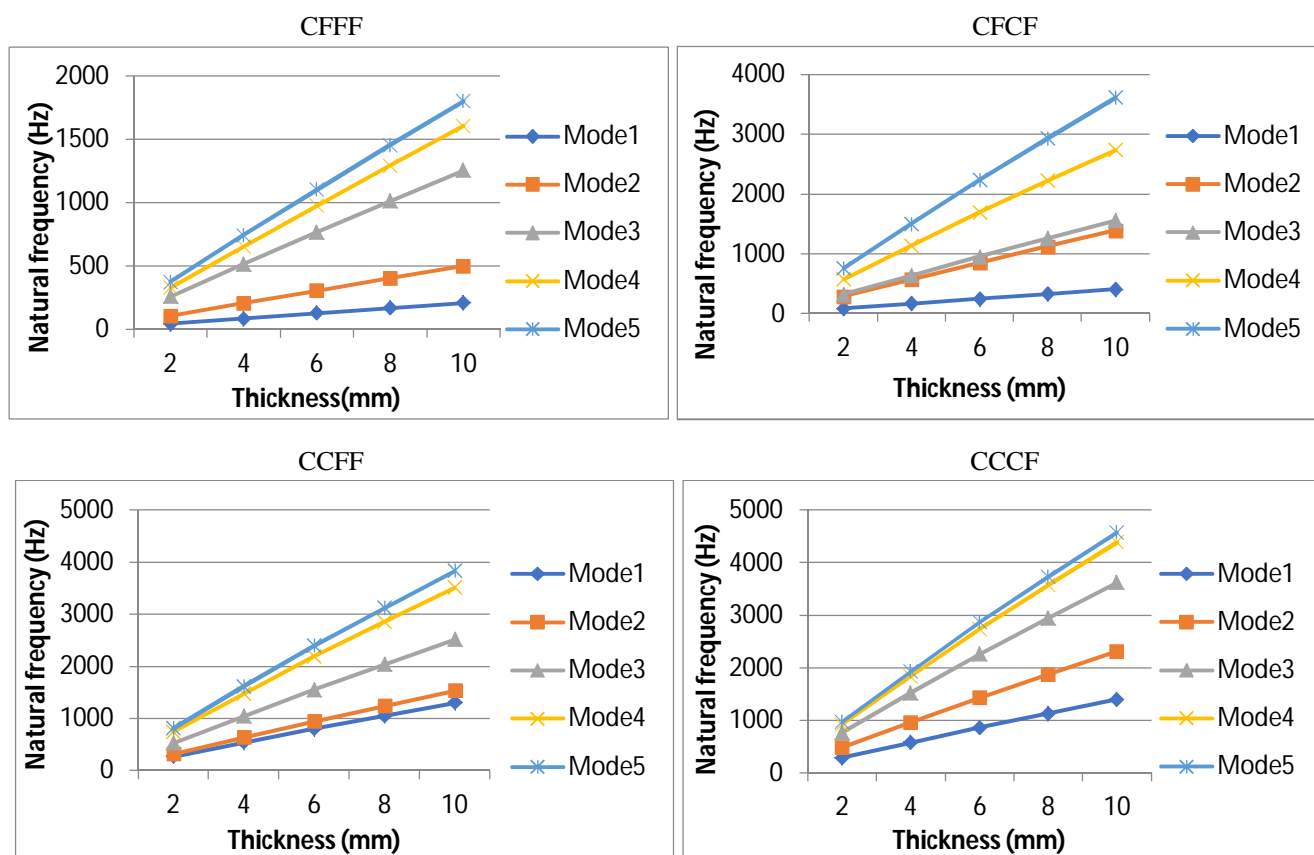 CFFF
Natural frequency (Hz)
2000
1500
1000
500
0
2 4 6 8 10
Thickness(mm)
Mode1
Mode2
Mode3
Mode4
Mode5
CFCF
Natural frequency (Hz)
4000
3000
2000
1000
0
2 4 6 8 10
Thickness (mm)
Mode1
Mode2
Mode3
Mode4
Mode5
CCFF
Natural frequency (Hz)
5000
4000
3000
2000
1000
0
2 4 6 8 10
Thickness (mm)
Mode1
Mode2
Mode3
Mode4
Mode5
CCCF
Natural frequency (Hz)
5000
4000
3000
2000
1000
0
2 4 6 8 10
Thickness (mm)
Mode1
Mode2
Mode3
Mode4
Mode5